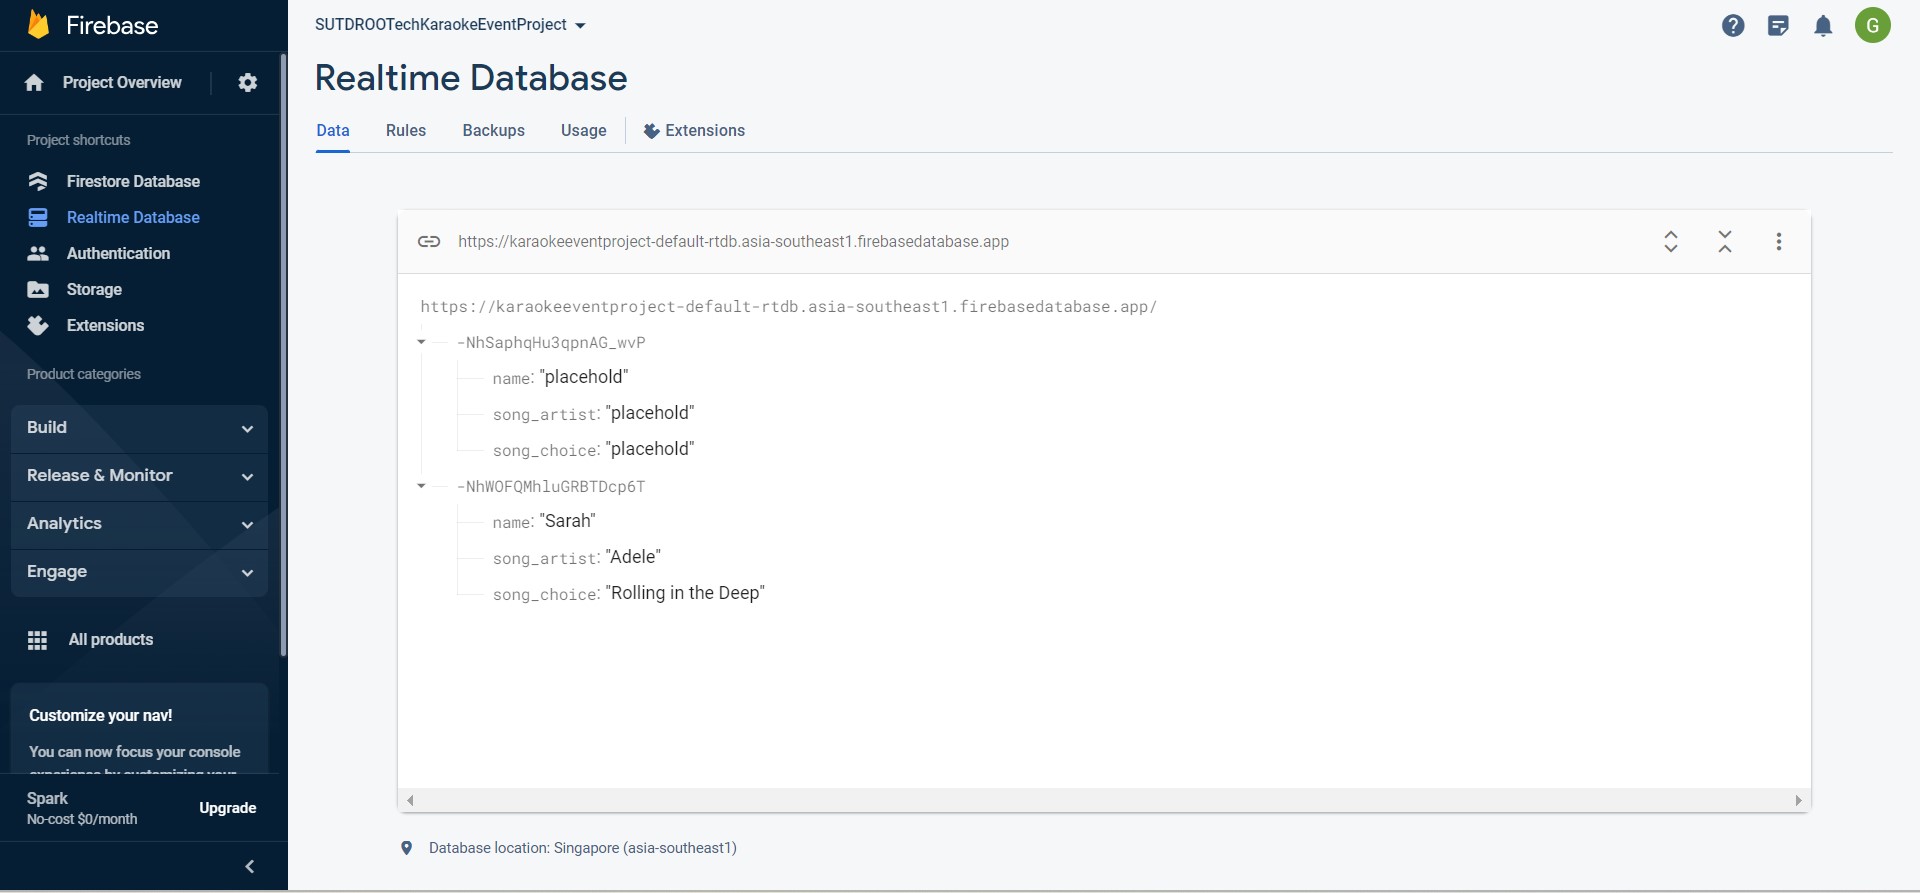 Firebase
Project Overview
Project shortcuts
Firestore Database
Realtime Database
Authentication
Storage
Extensions
Product categories
Build
Release & Monitor
Analytics
Engage
All products
Customize your nav!
You can now focus your console
experience by customizing your
Spark
No-cost $0/month
Upgrade
SUTDROOTechKaraokeEventProject
G
Realtime Database
Data Rules Backups Usage Extensions
https://karaokeeventproject-default-rtdb.asia-southeast1.firebasedatabase.app
https://karaokeeventproject-default-rtdb.asia-southeast1.firebasedatabase.app/
-NhSaphqHu3qpnAG_wvP
name: "placehold"
song_artist: "placehold"
song_choice: "placehold"
-NhWOFQMhluGRBTDcp6T
name: "Sarah"
song_artist: "Adele"
song_choice: "Rolling in the Deep"
Database location: Singapore (asia-southeast1)